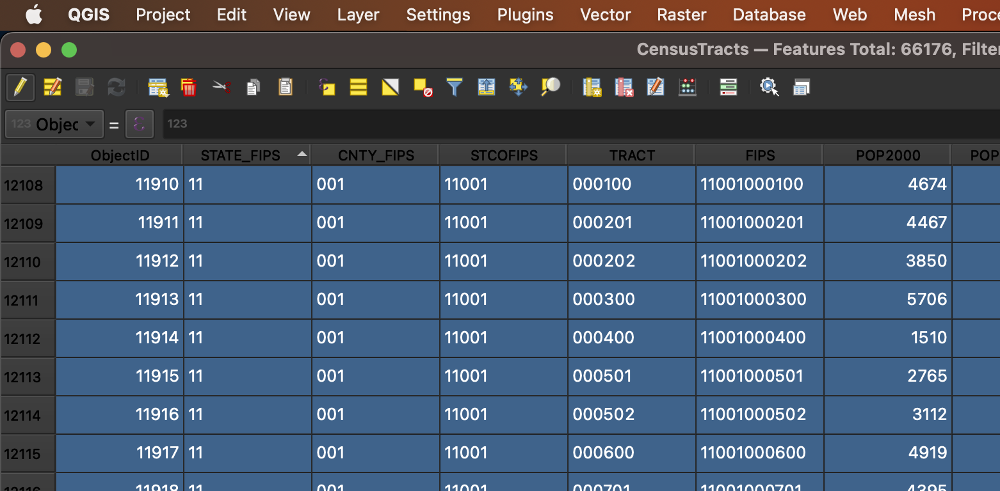 QGIS Project Edit View Layer Settings Plugins Vector Raster Database Web Mesh
CensusTracts — Features Total: 66176,
123 Objec = ε 123
ObjectID STATE_FIPS CNTY_FIPS STCOFIPS TRACT FIPS POP2000 POP
12108 11910 11 001 11001 000100 11001000100 4674
12109 11911 11 001 11001 000201 11001000201 4467
12110 11912 11 001 11001 000202 11001000202 3850
12111 11913 11 001 11001 000300 11001000300 5706
12112 11914 11 001 11001 000400 11001000400 1510
12113 11915 11 001 11001 000501 11001000501 2765
12114 11916 11 001 11001 000502 11001000502 3112
12115 11917 11 001 11001 000600 11001000600 4919
12116 11918 11 001 11001 000701 11001000701 4395